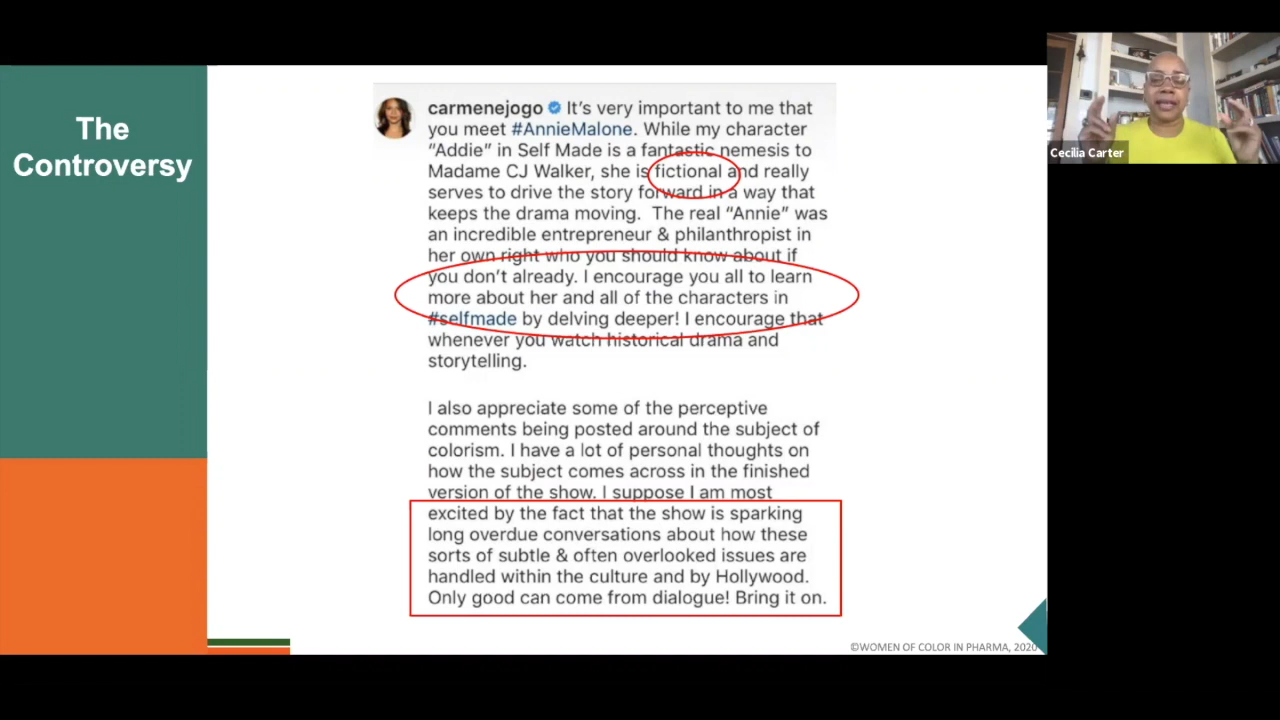 The
Controversy
carmenejogo It's very important to me that
you meet #AnnieMalone. While my character
"Addie" in Self Made is a fantastic nemesis to
Madame CJ Walker, she is fictional and really
serves to drive the story forward in a way that
keeps the drama moving. The real "Annie" was
an incredible entrepreneur & philanthropist in
her own right who you should know about if
you don't already. I encourage you all to learn
more about her and all of the characters in
#selfmade by delving deeper! I encourage that
whenever you watch historical drama and
storytelling.
I also appreciate some of the perceptive
comments being posted around the subject of
colorism. I have a lot of personal thoughts on
how the subject comes across in the finished
version of the show. I suppose I am most
excited by the fact that the show is sparking
long overdue conversations about how these
sorts of subtle & often overlooked issues are
handled within the culture and by Hollywood.
Only good can come from dialogue! Bring it on.
©WOMEN OF COLOR IN PHARMA, 2020
Cecilia Carter